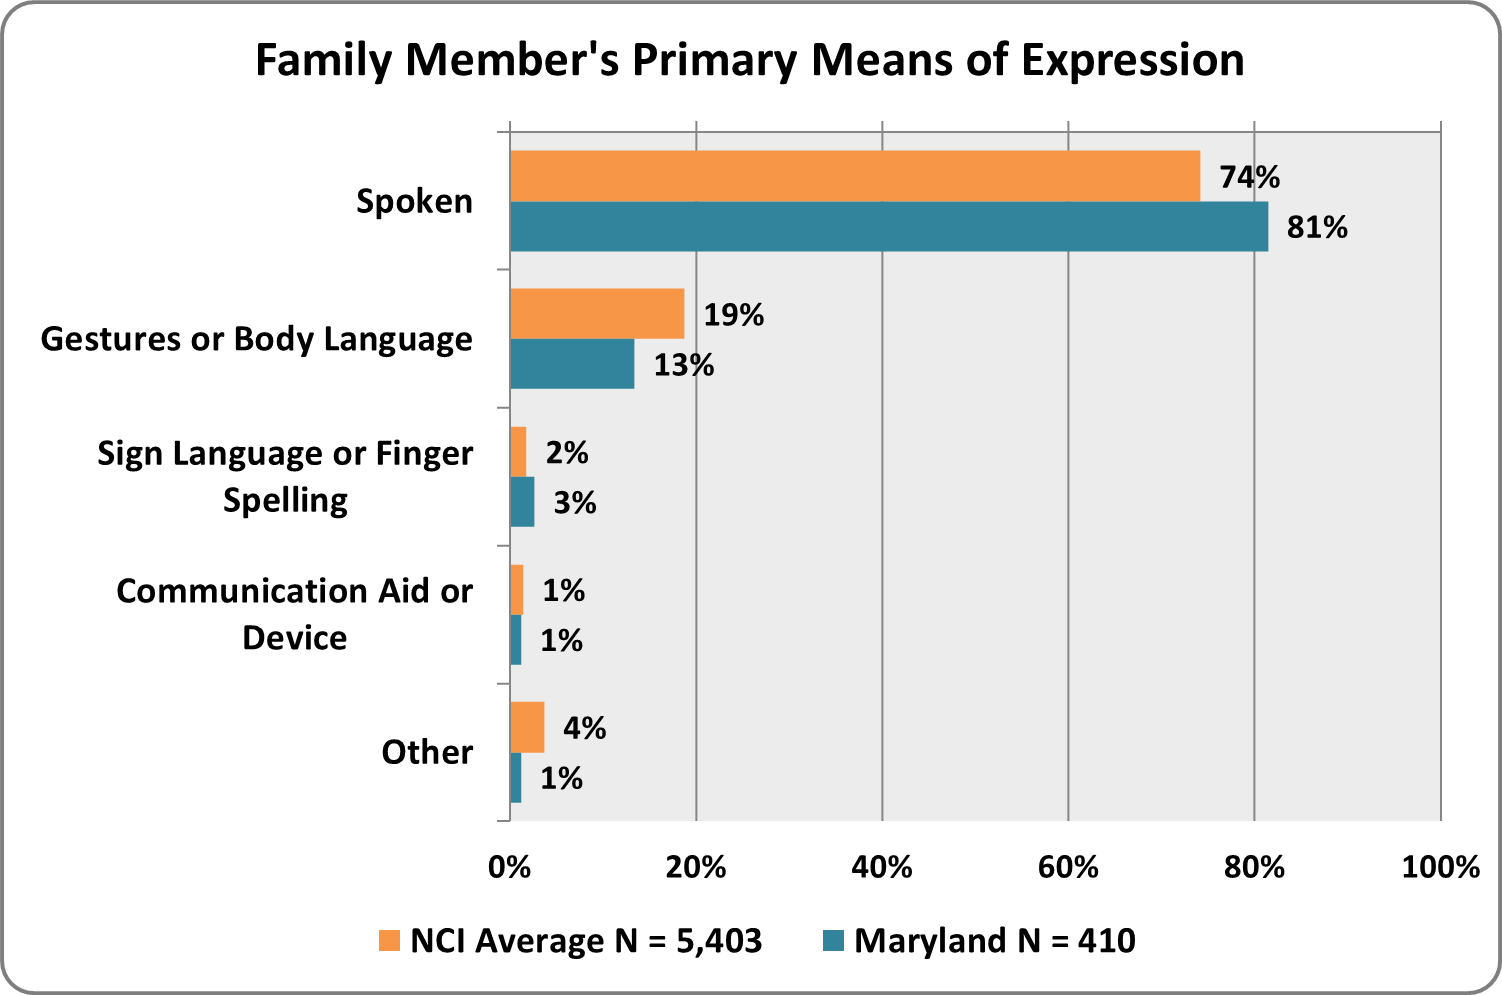 Family Member's Primary Means of Expression
Spoken
74%
81%
Gestures or Body Language
19%
13%
Sign Language or Finger
Spelling
2%
3%
Communication Aid or
Device
1%
1%
Other
4%
1%
0% 20% 40% 60% 80% 100%
NCI Average N = 5,403 Maryland N = 410